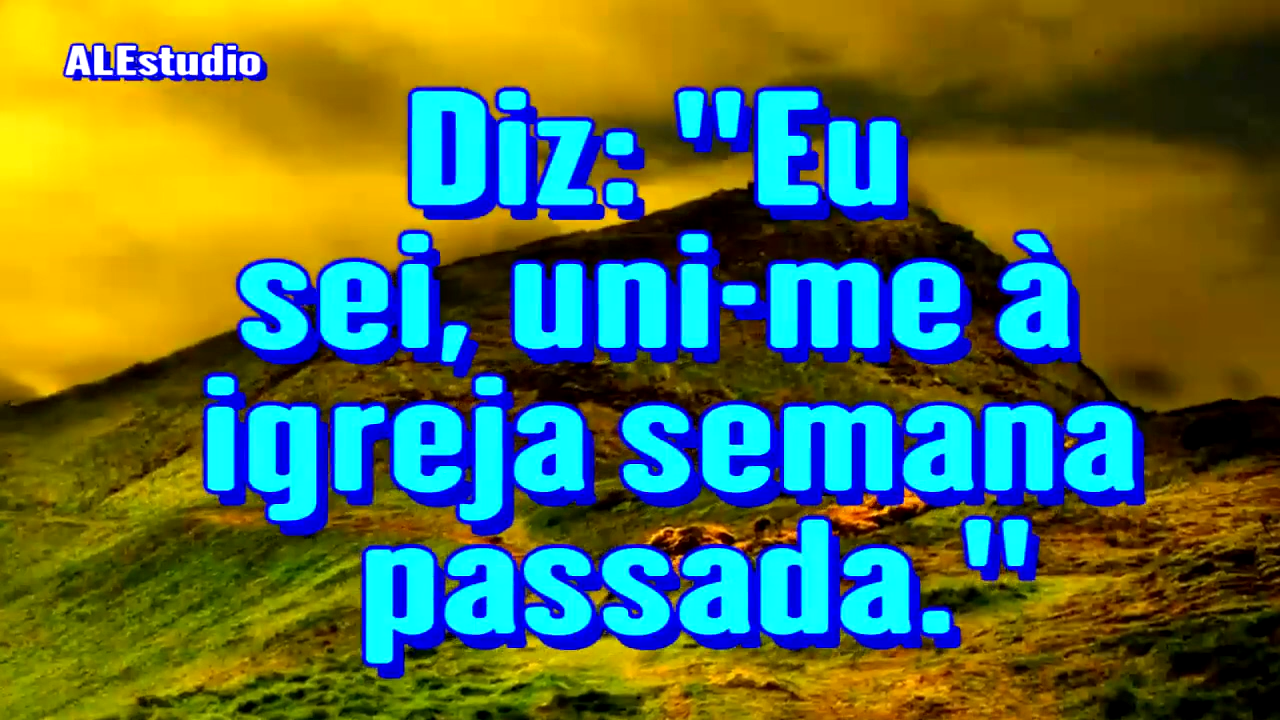 ALEstudio
Diz: "Eu
sei, uni-me à
igreja semana
passada."